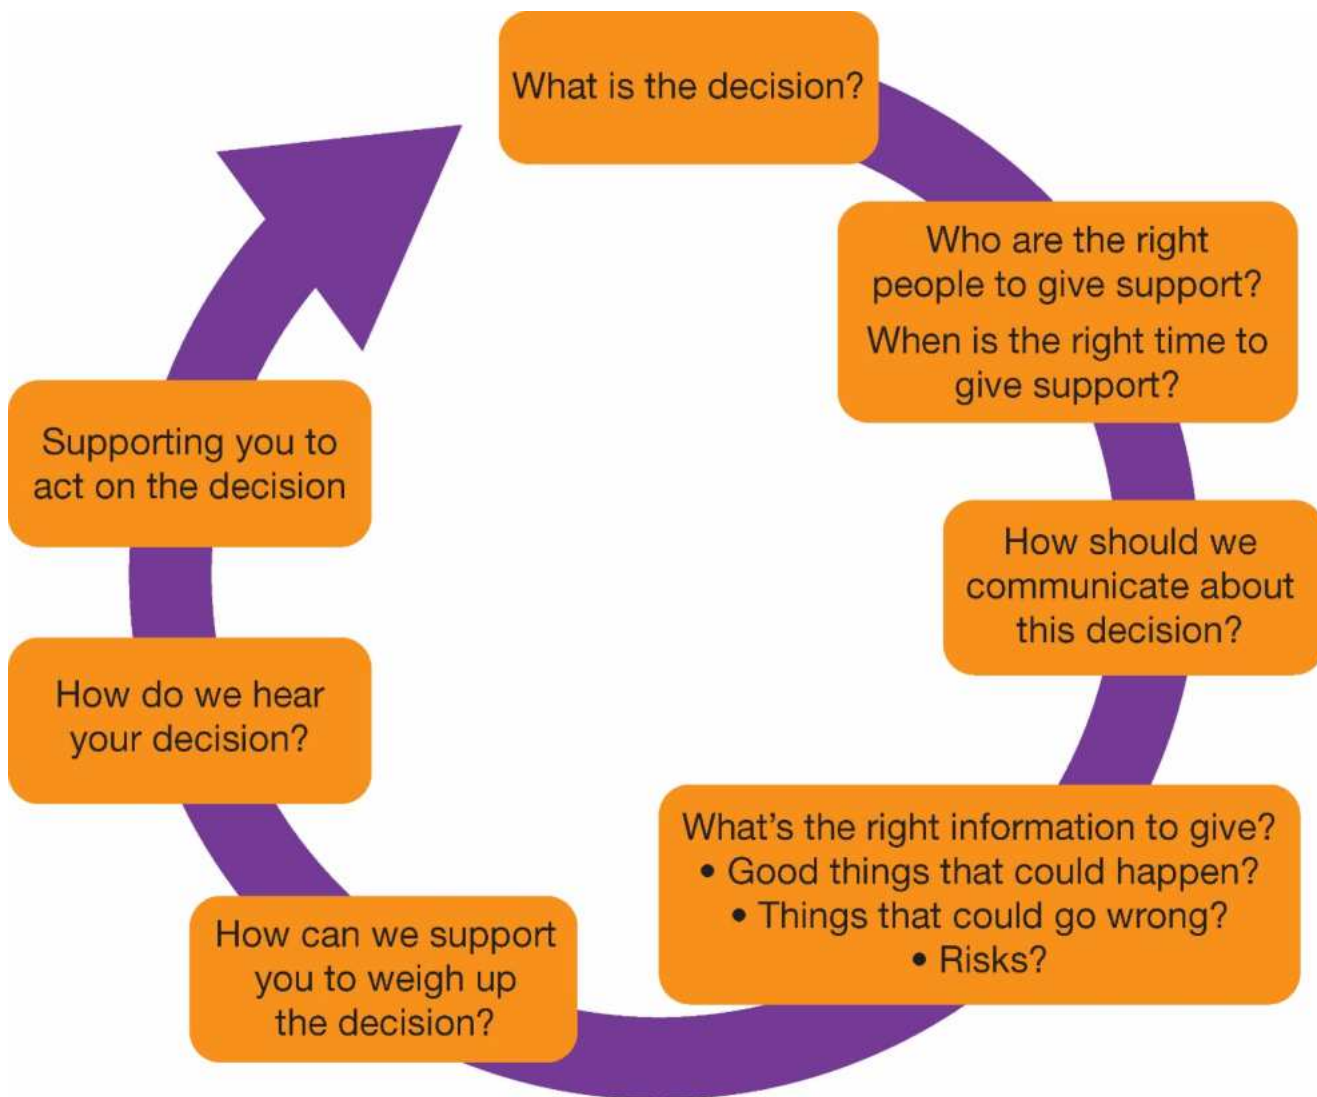 What is the decision?
Who are the right
people to give support?
When is the right time to
give support?
How should we
communicate about
this decision?
What’s the right information to give?
• Good things that could happen?
• Things that could go wrong?
• Risks?
How can we support
you to weigh up
the decision?
How do we hear
your decision?
Supporting you to
act on the decision